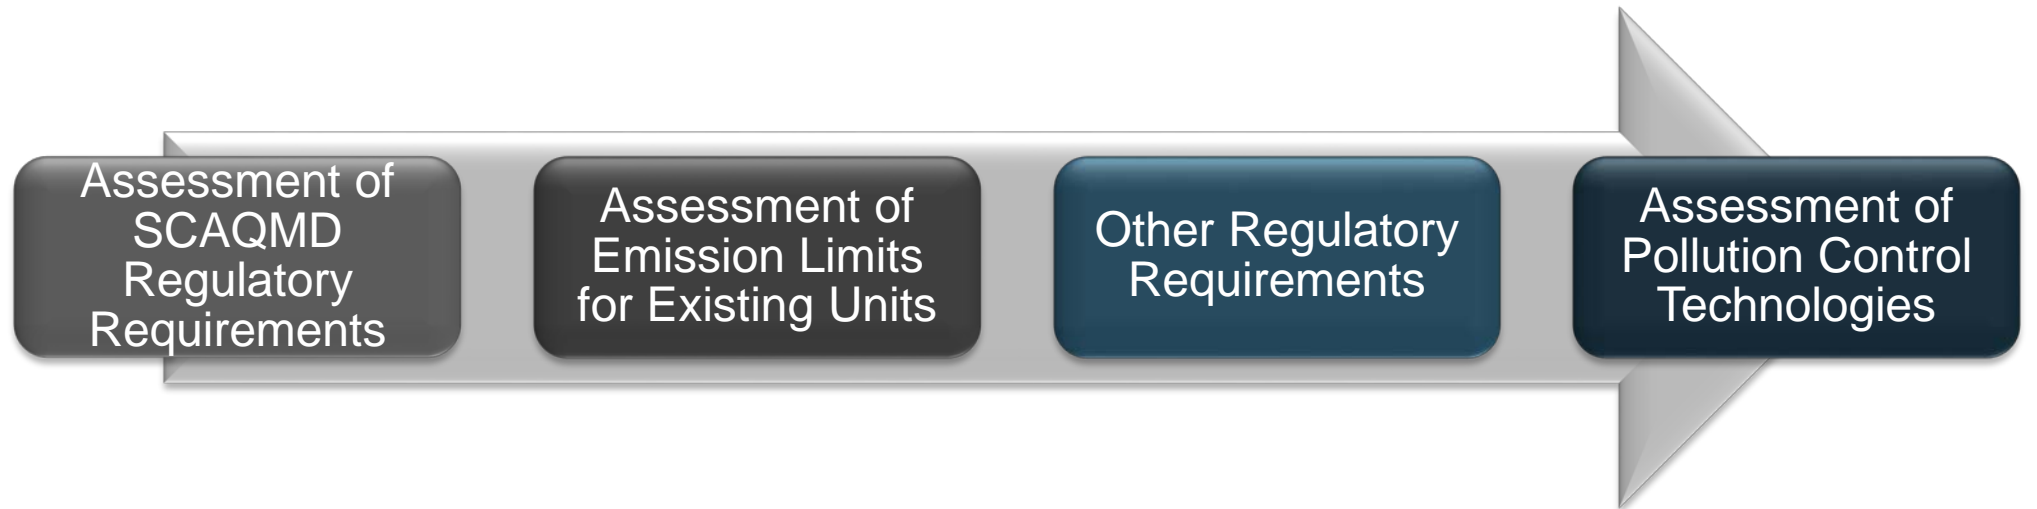 Assessment of
SCAQMD
Regulatory
Requirements
Assessment of
Emission Limits
for Existing Units
Other Regulatory
Requirements
Assessment of
Pollution Control
Technologies